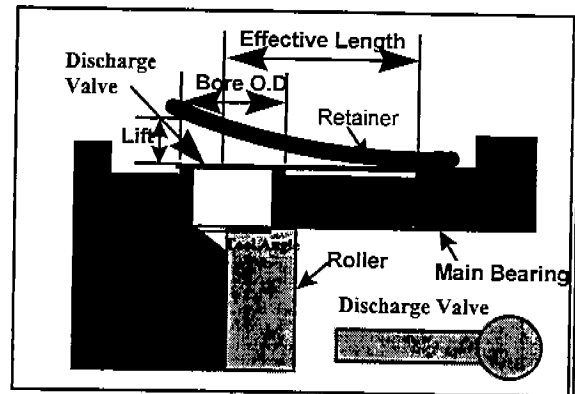 Effective Length
Discharge
Valve
Bore O.D
Retainer
Lift
Roller
Main Bearing
Discharge Valve